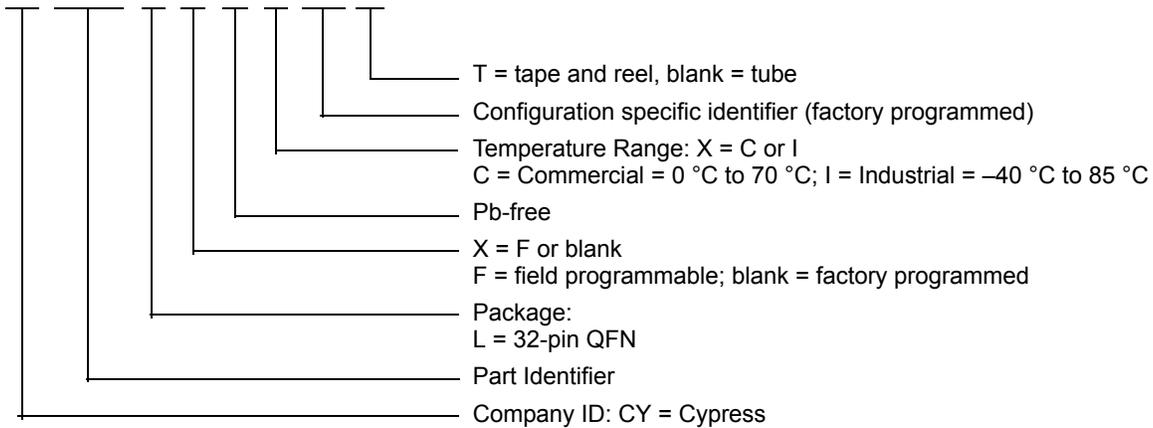 T = tape and reel, blank = tube
Configuration specific identifier (factory programmed)
Temperature Range: X = C or I
C = Commercial = 0 °C to 70 °C; I = Industrial = –40 °C to 85 °C
Pb-free
X = F or blank
F = field programmable; blank = factory programmed
Package:
L = 32-pin QFN
Part Identifier
Company ID: CY = Cypress